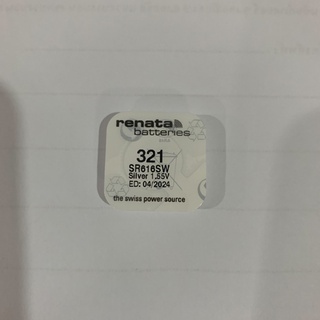 renata
batteries
321
SR616SW
Silver 1.55V
ED: 04/2024
the swiss power source